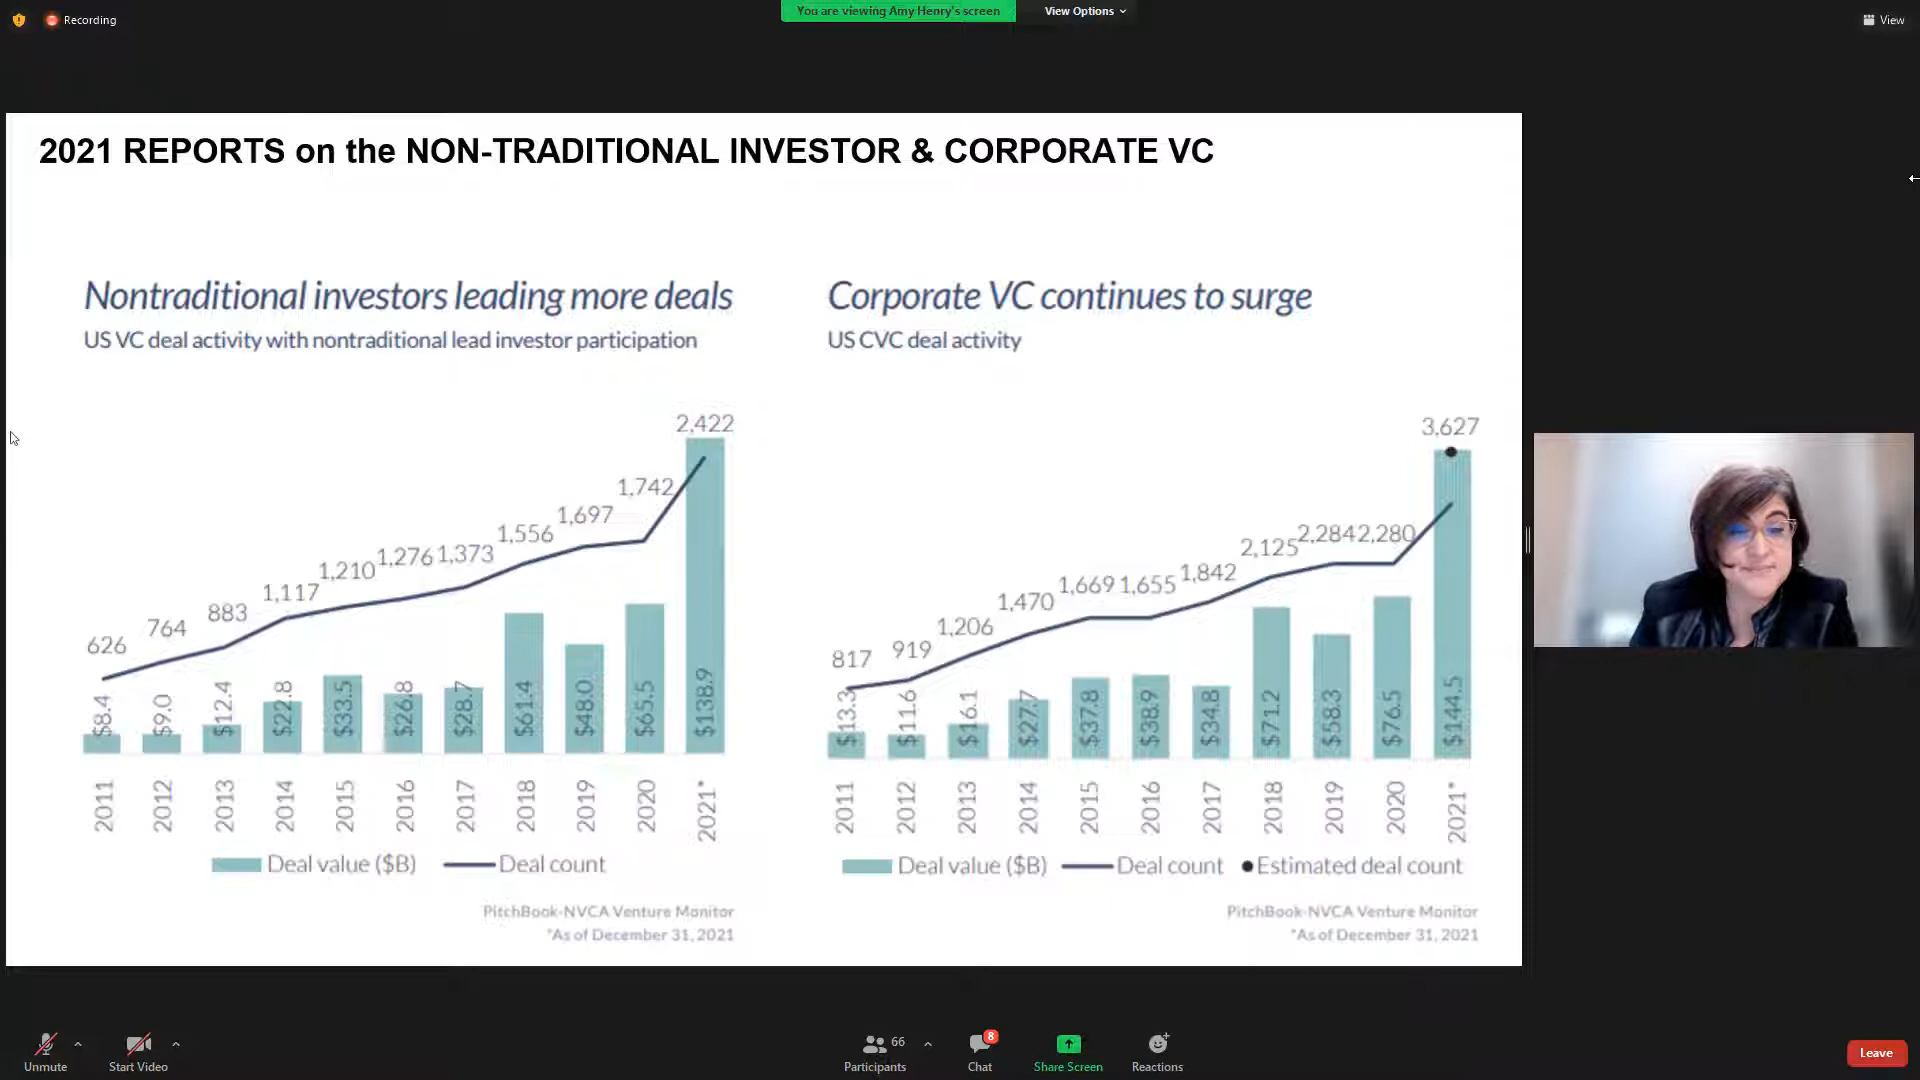 Recording
You are viewing Amy Henry's screen
View Options
View
2021 REPORTS on the NON-TRADITIONAL INVESTOR & CORPORATE VC
Nontraditional investors leading more deals
US VC deal activity with nontraditional lead investor participation
2,422
1,742
1,697
1,556
1,373
1,276
1,210
1,117
883
764
626
$8.4
$9.0
$12.4
$22.8
$33.5
$26.8
$28.7
$61.4
$48.0
$65.5
$138.9
2011
2012
2013
2014
2015
2016
2017
2018
2019
2020
2021*
Deal value ($B)
Deal count
PitchBook-NVCA Venture Monitor
*As of December 31, 2021
Corporate VC continues to surge
US CVC deal activity
3,627
2,280
2,284
2,125
1,842
1,655
1,669
1,470
1,206
919
817
$13.3
$11.6
$16.1
$27.7
$37.8
$38.9
$34.8
$71.2
$58.3
$76.5
$144.5
2011
2012
2013
2014
2015
2016
2017
2018
2019
2020
2021*
Deal value ($B)
Deal count
Estimated deal count
PitchBook-NVCA Venture Monitor
*As of December 31, 2021
Unmute
Start Video
66
Participants
8
Chat
Share Screen
Reactions
Leave